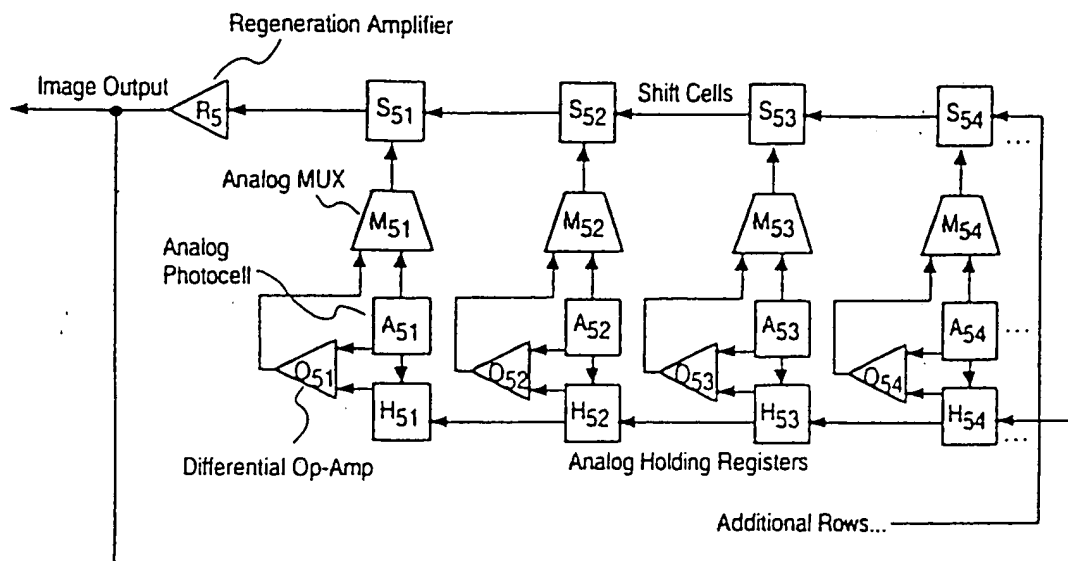 Regeneration Amplifier
Image Output
R5
S51
S52
Shift Cells
S53
S54
...
Analog MUX
M51
M52
M53
M54
Analog
Photocell
A51
A52
A53
A54
...
O51
O52
O53
O54
H51
H52
H53
H54
...
Differential Op-Amp
Analog Holding Registers
Additional Rows...